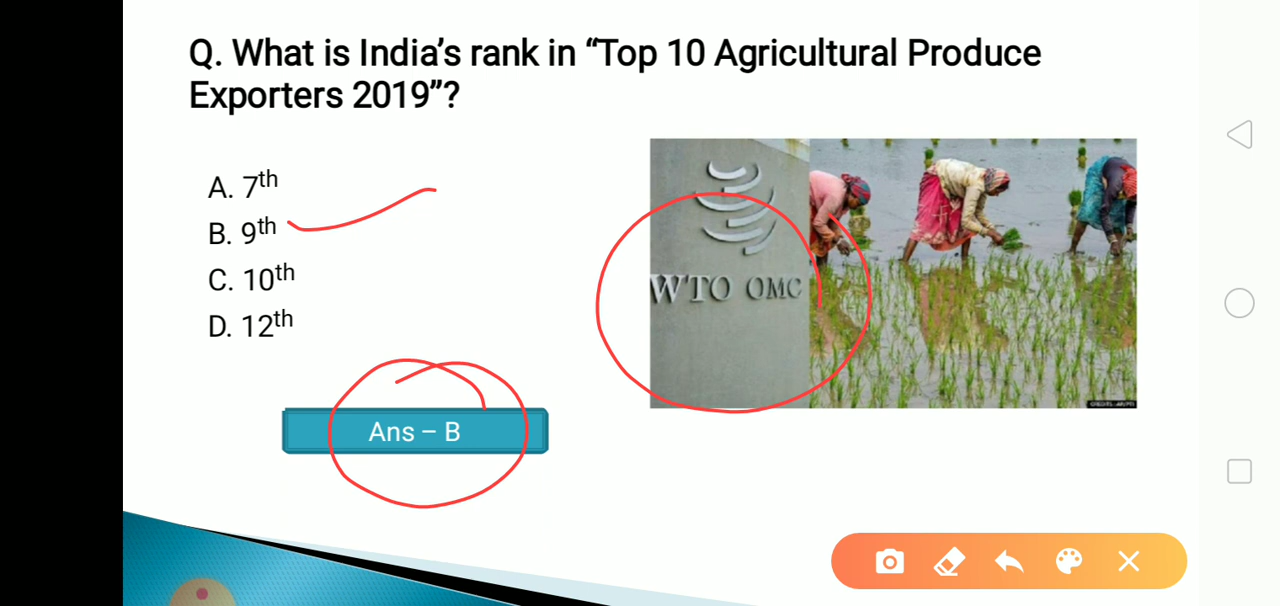 Q. What is India’s rank in “Top 10 Agricultural Produce
Exporters 2019”?
A. 7th
B. 9th
C. 10th
D. 12th
WTO OMC
Ans – B